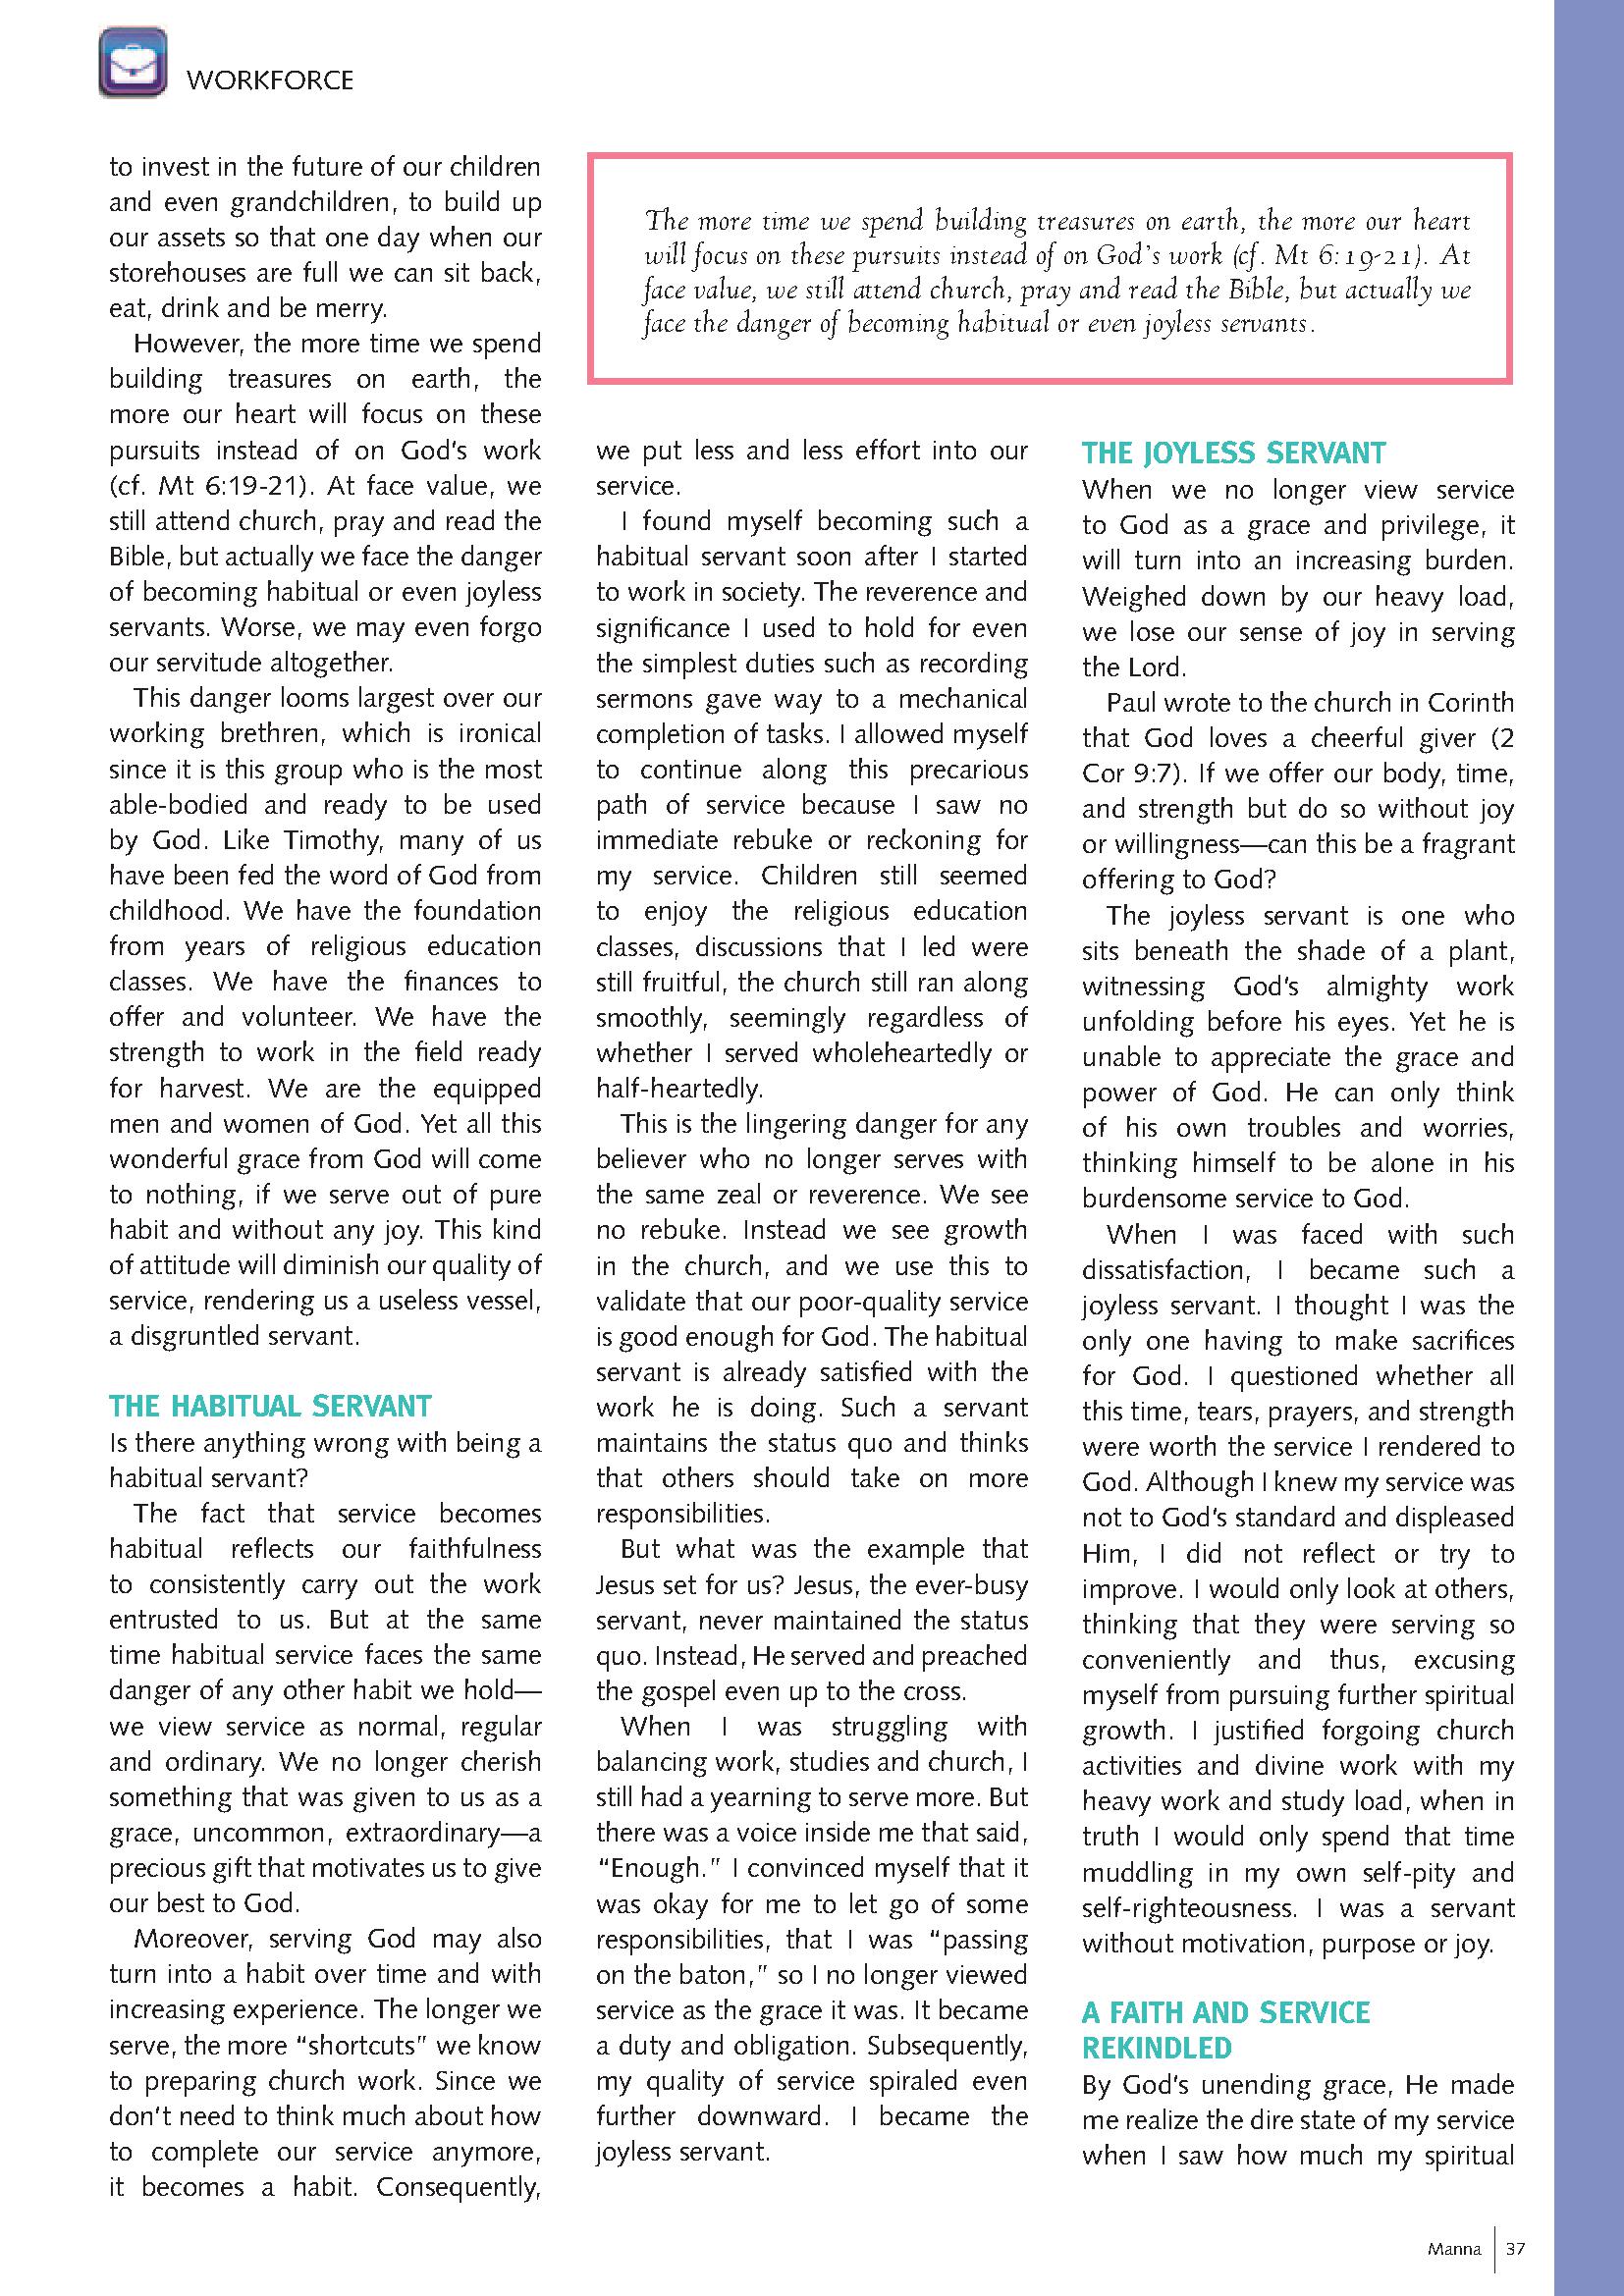 WORKFORCE
to invest in the future of our children
and even grandchildren, to build up
our assets so that one day when our
storehouses are full we can sit back,
eat, drink and be merry.
However, the more time we spend
building treasures on earth, the
more our heart will focus on these
pursuits instead of on God's work
(cf. Mt 6:19-21). At face value, we
still attend church, pray and read the
Bible, but actually we face the danger
of becoming habitual or even joyless
servants. Worse, we may even forgo
our servitude altogether.
This danger looms largest over our
working brethren, which is ironical
since it is this group who is the most
able-bodied and ready to be used
by God. Like Timothy, many of us
have been fed the word of God from
childhood. We have the foundation
from years of religious education
classes. We have the finances to
offer and volunteer. We have the
strength to work in the field ready
for harvest. We are the equipped
men and women of God. Yet all this
wonderful grace from God will come
to nothing, if we serve out of pure
habit and without any joy. This kind
of attitude will diminish our quality of
service, rendering us a useless vessel,
a disgruntled servant.
THE HABITUAL SERVANT
Is there anything wrong with being a
habitual servant?
The fact that service becomes
habitual reflects our faithfulness
to consistently carry out the work
entrusted to us. But at the same
time habitual service faces the same
danger of any other habit we hold—
we view service as normal, regular
and ordinary. We no longer cherish
something that was given to us as a
grace, uncommon, extraordinary—a
precious gift that motivates us to give
our best to God.
Moreover, serving God may also
turn into a habit over time and with
increasing experience. The longer we
serve, the more “shortcuts” we know
to preparing church work. Since we
don't need to think much about how
to complete our service anymore,
it becomes a habit. Consequently,
The more time we spend building treasures on earth, the more our heart
will focus on these pursuits instead of on God's work (cf. Mt 6:19-21). At
face value, we still attend church, pray and read the Bible, but actually we
face the danger of becoming habitual or even joyless servants.
we put less and less effort into our
service.
I found myself becoming such a
habitual servant soon after I started
to work in society. The reverence and
significance I used to hold for even
the simplest duties such as recording
sermons gave way to a mechanical
completion of tasks. I allowed myself
to continue along this precarious
path of service because I saw no
immediate rebuke or reckoning for
my service. Children still seemed
to enjoy the religious education
classes, discussions that I led were
still fruitful, the church still ran along
smoothly, seemingly regardless of
whether I served wholeheartedly or
half-heartedly.
This is the lingering danger for any
believer who no longer serves with
the same zeal or reverence. We see
no rebuke. Instead we see growth
in the church, and we use this to
validate that our poor-quality service
is good enough for God. The habitual
servant is already satisfied with the
work he is doing. Such a servant
maintains the status quo and thinks
that others should take on more
responsibilities.
But what was the example that
Jesus set for us? Jesus, the ever-busy
servant, never maintained the status
quo. Instead, He served and preached
the gospel even up to the cross.
When I was struggling with
balancing work, studies and church, I
still had a yearning to serve more. But
there was a voice inside me that said,
“Enough.” I convinced myself that it
was okay for me to let go of some
responsibilities, that I was “passing
on the baton,” so I no longer viewed
service as the grace it was. It became
a duty and obligation. Subsequently,
my quality of service spiraled even
further downward. I became the
joyless servant.
THE JOYLESS SERVANT
When we no longer view service
to God as a grace and privilege, it
will turn into an increasing burden.
Weighed down by our heavy load,
we lose our sense of joy in serving
the Lord.
Paul wrote to the church in Corinth
that God loves a cheerful giver (2
Cor 9:7). If we offer our body, time,
and strength but do so without joy
or willingness—can this be a fragrant
offering to God?
The joyless servant is one who
sits beneath the shade of a plant,
witnessing God's almighty work
unfolding before his eyes. Yet he is
unable to appreciate the grace and
power of God. He can only think
of his own troubles and worries,
thinking himself to be alone in his
burdensome service to God.
When I was faced with such
dissatisfaction, I became such a
joyless servant. I thought I was the
only one having to make sacrifices
for God. I questioned whether all
this time, tears, prayers, and strength
were worth the service I rendered to
God. Although I knew my service was
not to God's standard and displeased
Him, I did not reflect or try to
improve. I would only look at others,
thinking that they were serving so
conveniently and thus, excusing
myself from pursuing further spiritual
growth. I justified forgoing church
activities and divine work with my
heavy work and study load, when in
truth I would only spend that time
muddling in my own self-pity and
self-righteousness. I was a servant
without motivation, purpose or joy.
A FAITH AND SERVICE
REKINDLED
By God's unending grace, He made
me realize the dire state of my service
when I saw how much my spiritual
Manna 37